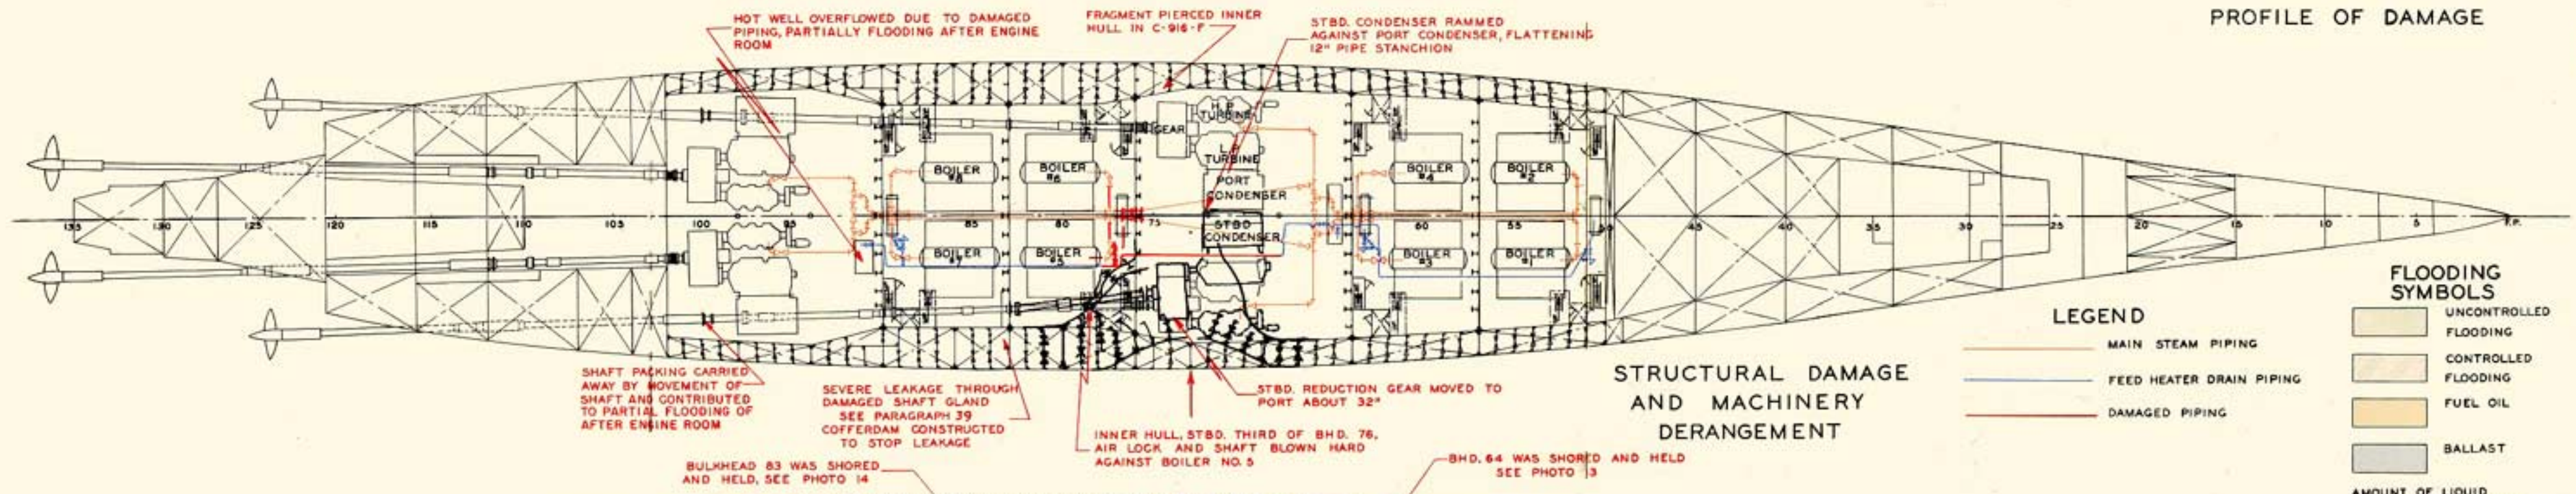 PROFILE OF DAMAGE
HOT WELL OVERFLOWED DUE TO DAMAGED
PIPING, PARTIALLY FLOODING AFTER ENGINE
ROOM
FRAGMENT PIERCED INNER
HULL IN C-916-F
STBD. CONDENSER RAMMED
AGAINST PORT CONDENSER, FLATTENING
12" PIPE STANCHION
H.P.
TURBINE
GEAR
L.P.
TURBINE
PORT
CONDENSER
STBD
CONDENSER
BOILER
#8
BOILER
#6
BOILER
#4
BOILER
#2
135 130 125 120 115 110 105 100 95 85 80 75 60 55 50 45 40 35 30 25 20 15 10 5 F.P.
BOILER
#7
BOILER
#5
BOILER
#3
BOILER
#1
SHAFT PACKING CARRIED
AWAY BY MOVEMENT OF
SHAFT AND CONTRIBUTED
TO PARTIAL FLOODING OF
AFTER ENGINE ROOM
SEVERE LEAKAGE THROUGH
DAMAGED SHAFT GLAND
SEE PARAGRAPH 39
COFFERDAM CONSTRUCTED
TO STOP LEAKAGE
INNER HULL, STBD. THIRD OF BHD. 76,
AIR LOCK AND SHAFT BLOWN HARD
AGAINST BOILER NO. 5
STBD. REDUCTION GEAR MOVED TO
PORT ABOUT 32"
BULKHEAD 83 WAS SHORED
AND HELD, SEE PHOTO 14
BHD. 64 WAS SHORED AND HELD
SEE PHOTO 13
STRUCTURAL DAMAGE
AND MACHINERY
DERANGEMENT
LEGEND
MAIN STEAM PIPING
FEED HEATER DRAIN PIPING
DAMAGED PIPING
FLOODING
SYMBOLS
UNCONTROLLED
FLOODING
CONTROLLED
FLOODING
FUEL OIL
BALLAST
AMOUNT OF LIQUID